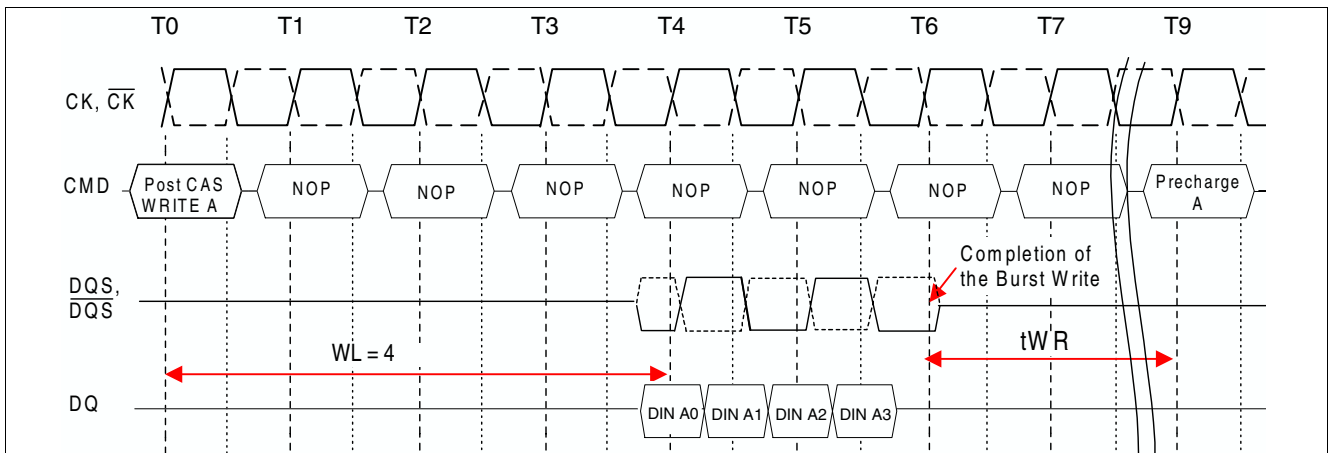 T0 T1 T2 T3 T4 T5 T6 T7 T9
CK, CK
CMD
Post CAS
WRITE A
NOP NOP NOP NOP NOP NOP NOP
Precharge
A
Completion of
the Burst Write
DQS,
DQS
WL = 4
tWR
DQ
DIN A0 DIN A1 DIN A2 DIN A3